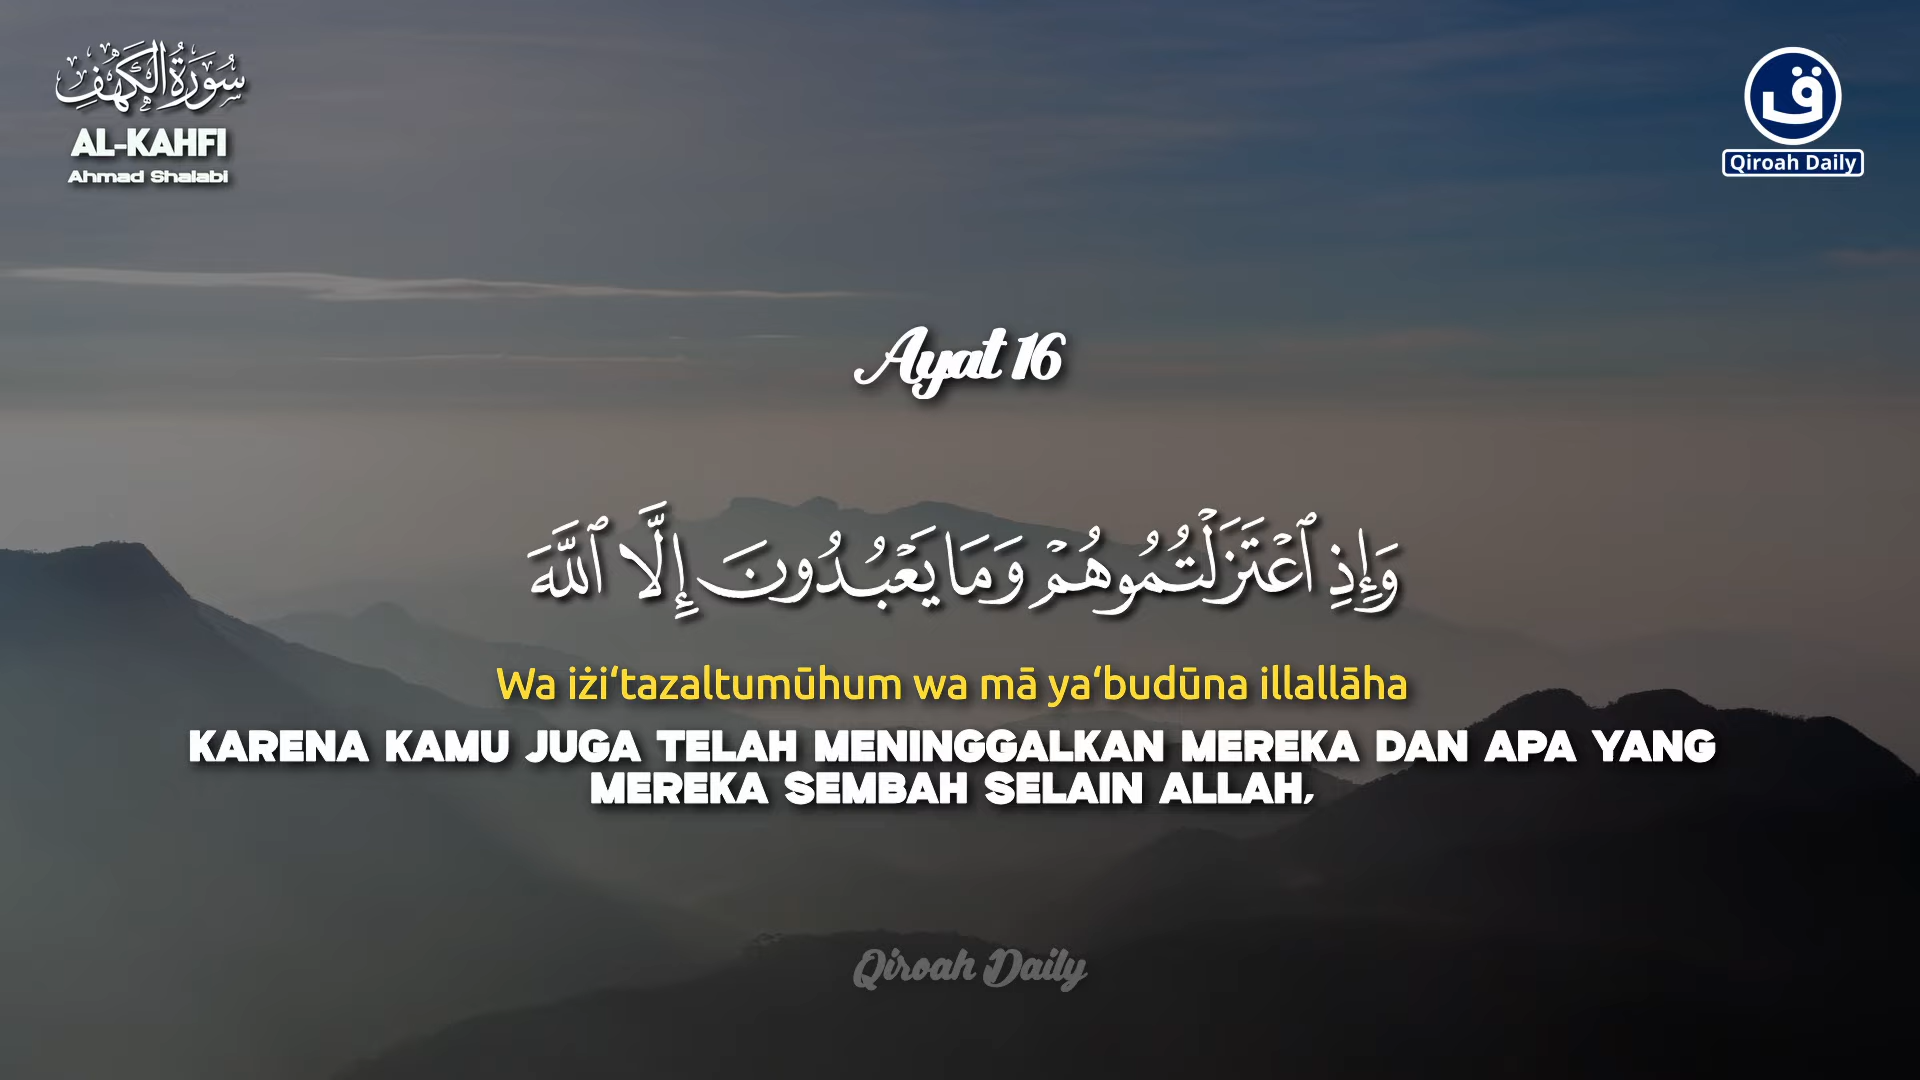 سُورَةُ الْكَهْفِ
AL-KAHFI
Ahmad Shalabi
ق
Qiroah Daily
Ayat 16
وَإِذِ ٱعْتَزَلْتُمُوهُمْ وَمَا يَعْبُدُونَ إِلَّا ٱللَّهَ
Wa iżi‘tazaltumūhum wa mā ya‘budūna illallāha
KARENA KAMU JUGA TELAH MENINGGALKAN MEREKA DAN APA YANG
MEREKA SEMBAH SELAIN ALLAH,
Qiroah Daily